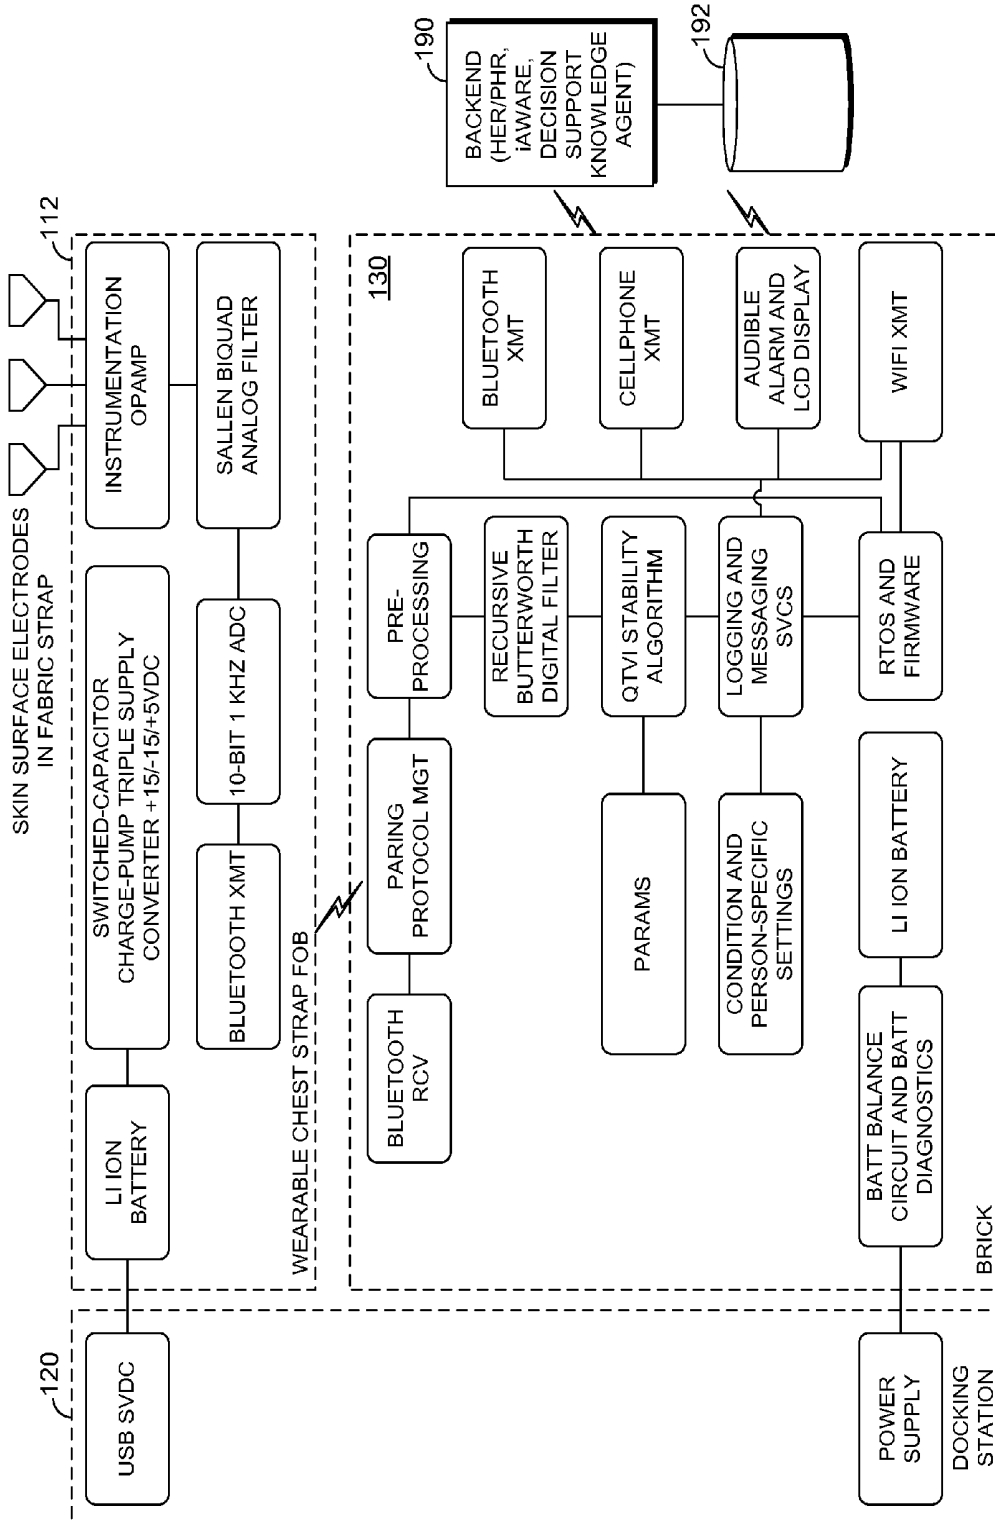 SKIN SURFACE ELECTRODES
IN FABRIC STRAP
112
120
USB SVDC
LI ION
BATTERY
SWITCHED-CAPACITOR
CHARGE-PUMP TRIPLE SUPPLY
CONVERTER +15/-15/+5VDC
INSTRUMENTATION
OPAMP
BLUETOOTH XMT
10-BIT 1 KHZ ADC
SALLEN BIQUAD
ANALOG FILTER
WEARABLE CHEST STRAP FOB
130
BLUETOOTH
RCV
PARING
PROTOCOL MGT
PRE-
PROCESSING
RECURSIVE
BUTTERWORTH
DIGITAL FILTER
PARAMS
QTVI STABILITY
ALGORITHM
CONDITION AND
PERSON-SPECIFIC
SETTINGS
LOGGING AND
MESSAGING
SVCS
BLUETOOTH
XMT
CELLPHONE
XMT
AUDIBLE
ALARM AND
LCD DISPLAY
WIFI XMT
RTOS AND
FIRMWARE
LI ION BATTERY
BATT BALANCE
CIRCUIT AND BATT
DIAGNOSTICS
BRICK
POWER
SUPPLY
DOCKING
STATION
190
BACKEND
(HER/PHR,
iAWARE,
DECISION
SUPPORT
KNOWLEDGE
AGENT)
192